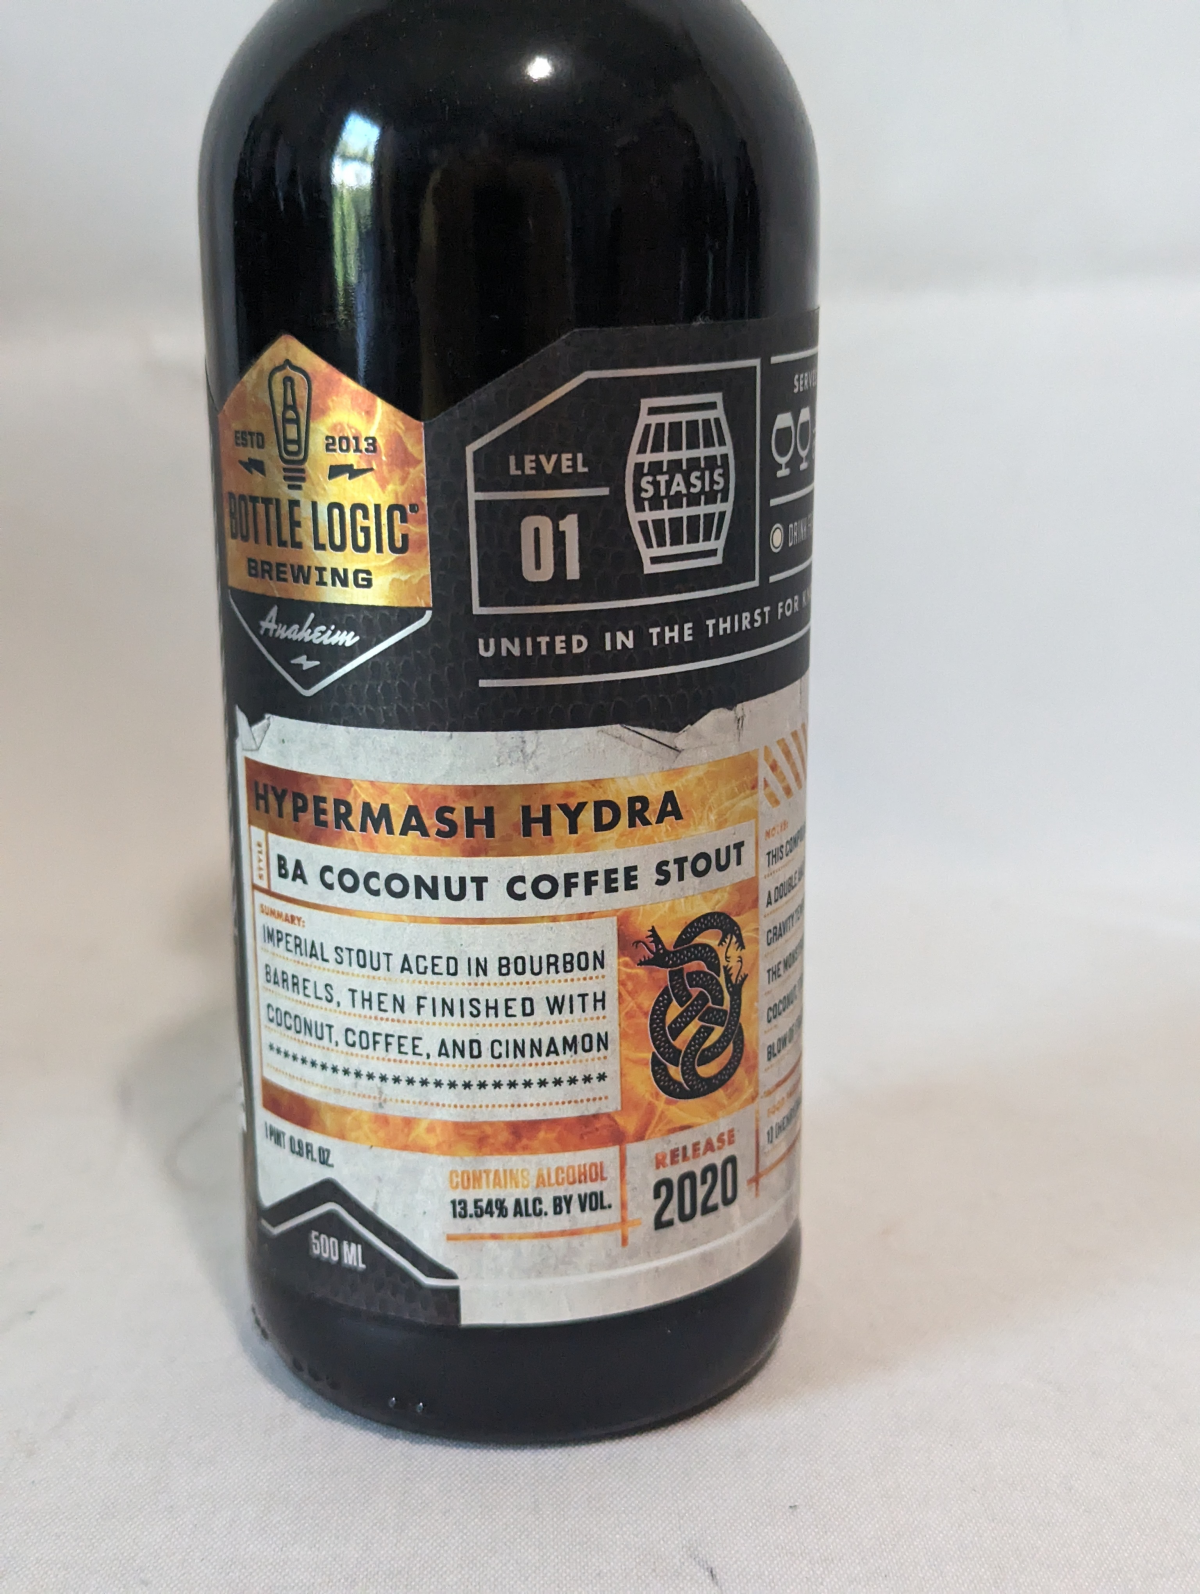 ESTD 2013
BOTTLE LOGIC®
BREWING
Anaheim
LEVEL
01
STASIS
UNITED IN THE THIRST FOR
HYPERMASH HYDRA
STYLE
BA COCONUT COFFEE STOUT
SUMMARY:
IMPERIAL STOUT AGED IN BOURBON
BARRELS, THEN FINISHED WITH
COCONUT, COFFEE, AND CINNAMON
**************************
1 PINT 0.9 FL. OZ.
CONTAINS ALCOHOL
13.54% ALC. BY VOL.
RELEASE
2020
500 ML
THIS
A DOUBLE
GRAVITY
THE
COCONUT,